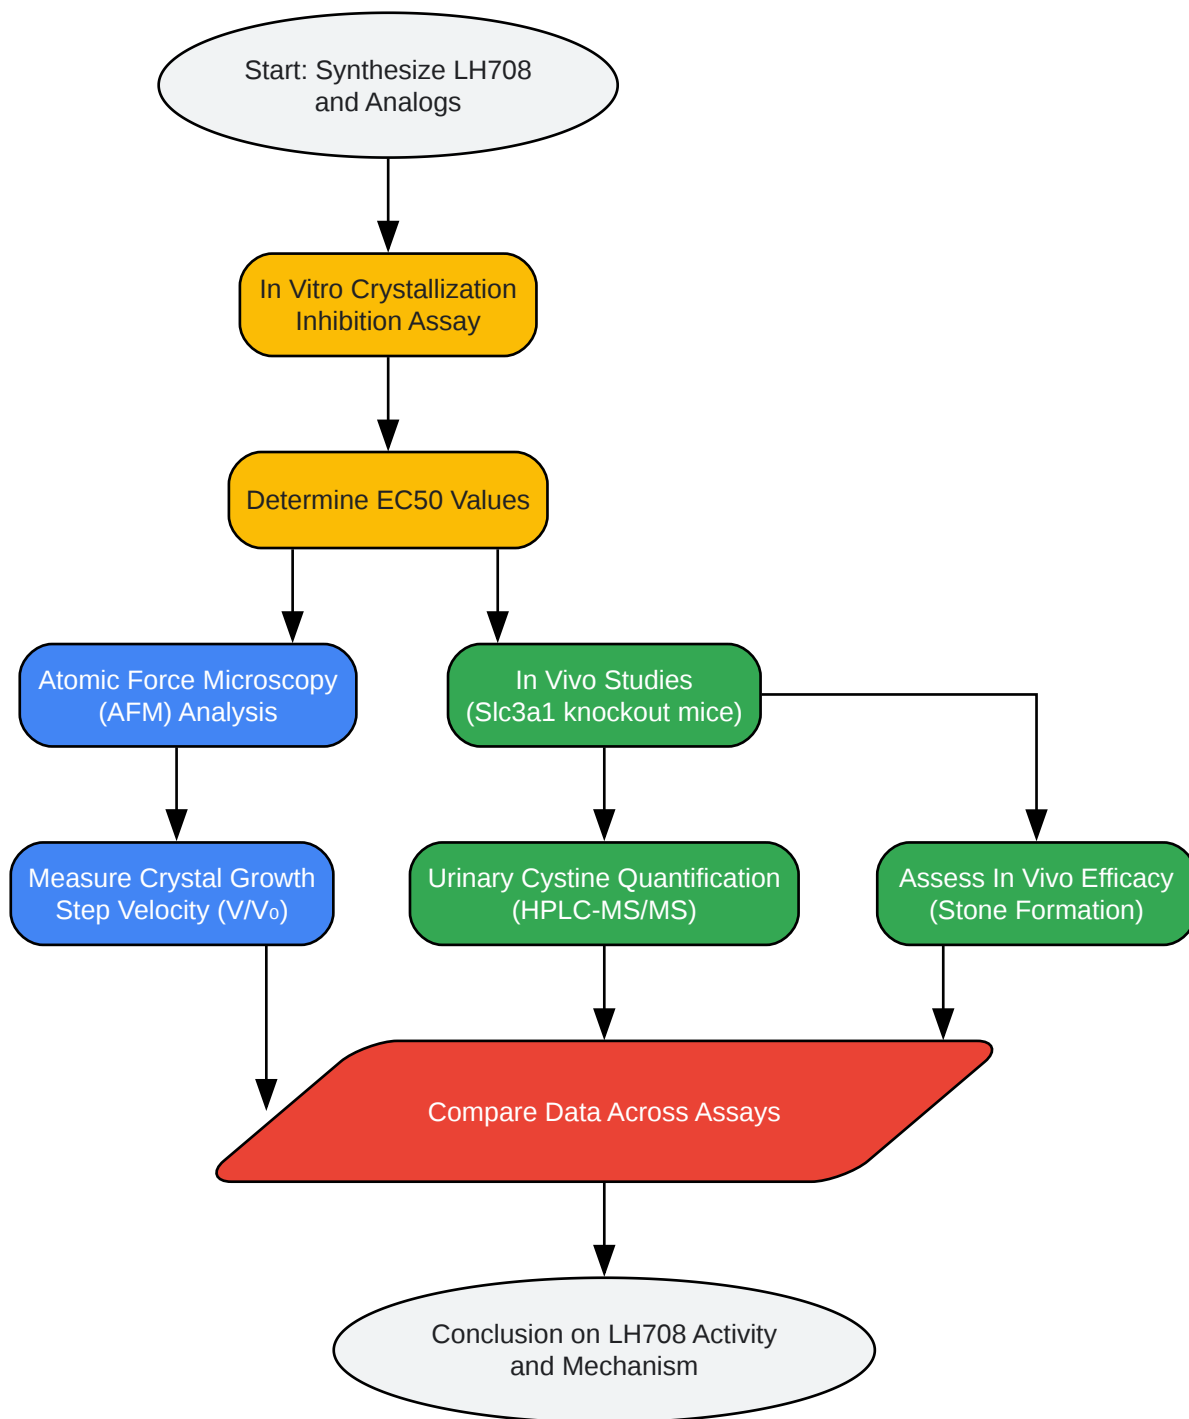 Start: Synthesize LH708
and Analogs
In Vitro Crystallization
Inhibition Assay
Determine EC50 Values
Atomic Force Microscopy
(AFM) Analysis
In Vivo Studies
(Slc3a1 knockout mice)
Measure Crystal Growth
Step Velocity (V/V₀)
Urinary Cystine Quantification
(HPLC-MS/MS)
Assess In Vivo Efficacy
(Stone Formation)
Compare Data Across Assays
Conclusion on LH708 Activity
and Mechanism